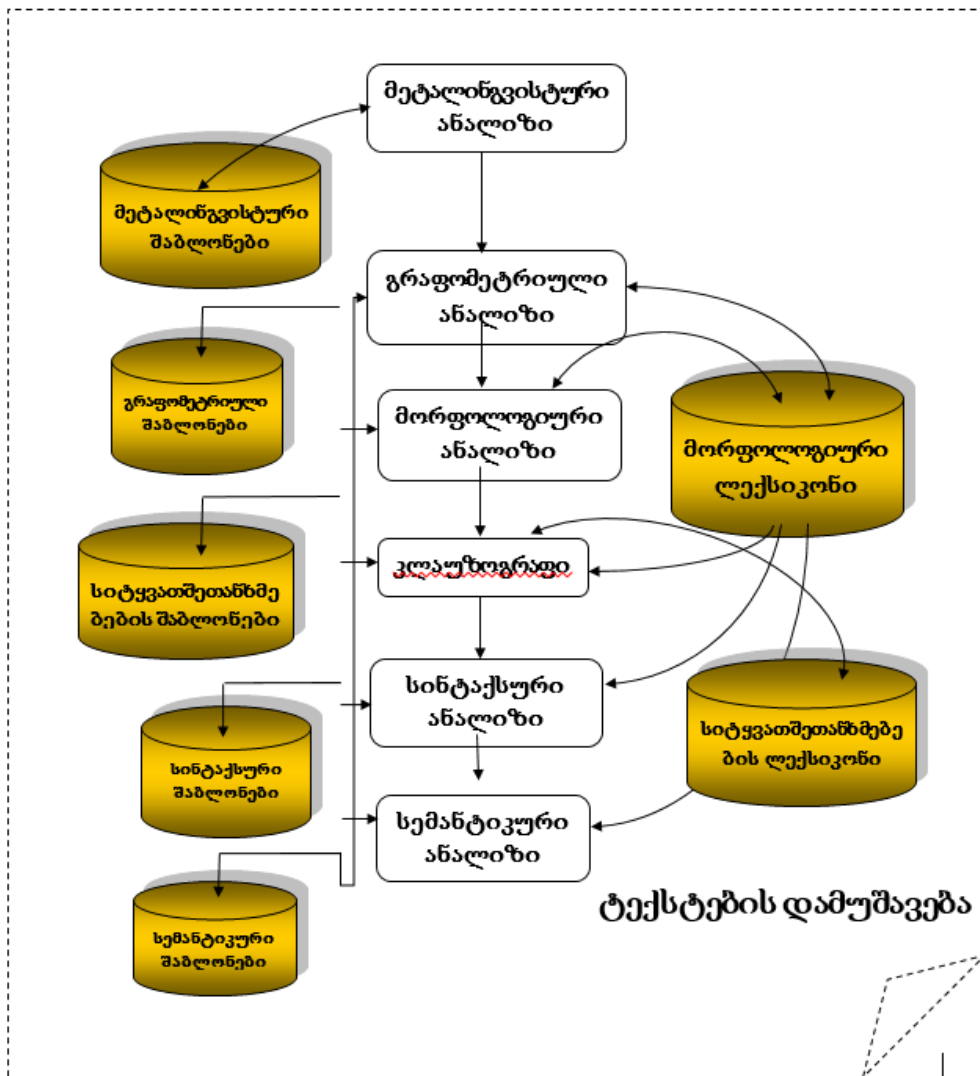 მეტალინგვისტური
ანალიზი
მეტალინგვისტური
შაბლონები
გრაფომეტრიული
ანალიზი
გრაფომეტრიული
შაბლონები
მორფოლოგიური
ანალიზი
მორფოლოგიური
ლექსიკონი
კლაუზოგრაფი
სიტყვათშეთანხმე
ბების შაბლონები
სინტაქსური
ანალიზი
სიტყვათშეთანხმებე
ბის ლექსიკონი
სინტაქსური
შაბლონები
სემანტიკური
ანალიზი
სემანტიკური
შაბლონები
ტექსტების დამუშავება